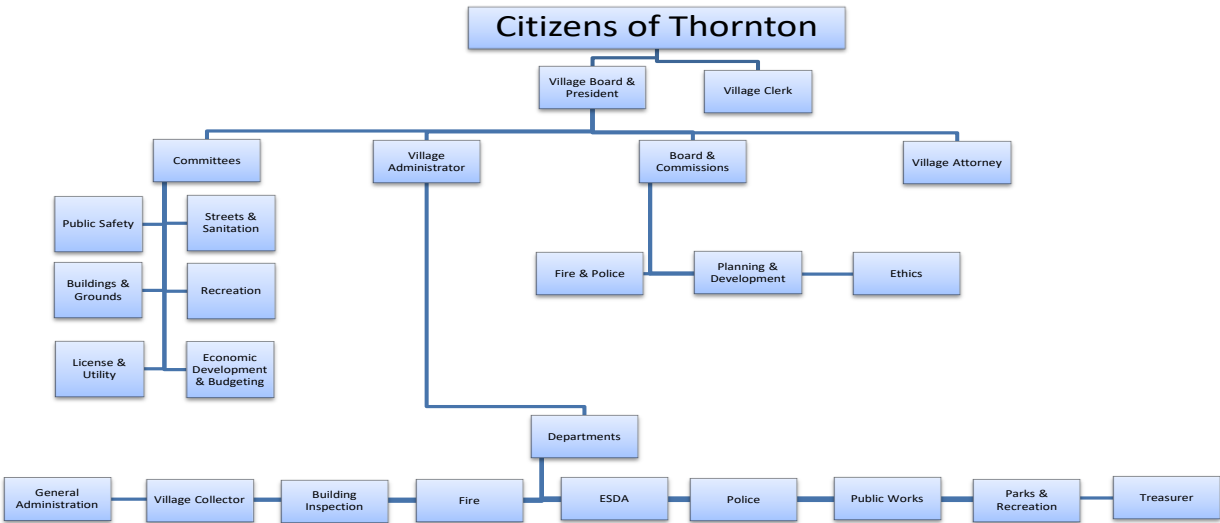 Citizens of Thornton
Village Board &
President
Village Clerk
Committees
Village
Administrator
Board &
Commissions
Village Attorney
Public Safety
Streets &
Sanitation
Fire & Police
Planning &
Development
Ethics
Buildings &
Grounds
Recreation
License &
Utility
Economic
Development
& Budgeting
Departments
General
Administration
Village Collector
Building
Inspection
Fire
ESDA
Police
Public Works
Parks &
Recreation
Treasurer